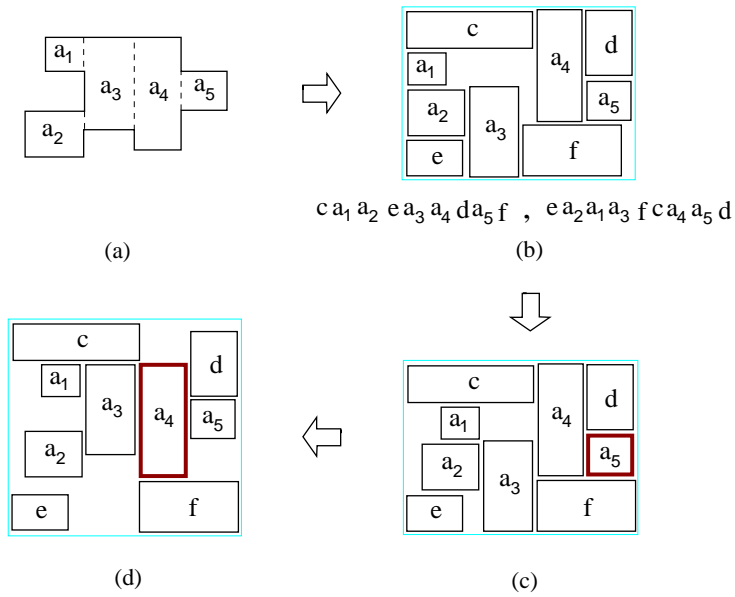 a₁ a₃ a₄ a₅ a₂
(a)
c a₁ a₄ d a₂ a₃ a₅ e f
c a₁ a₂ e a₃ a₄ d a₅ f , e a₂ a₁ a₃ f c a₄ a₅ d
(b)
c a₁ a₃ a₄ d a₅ a₂ e f
(d)
c a₁ a₄ d a₂ a₃ a₅ e f
(c)